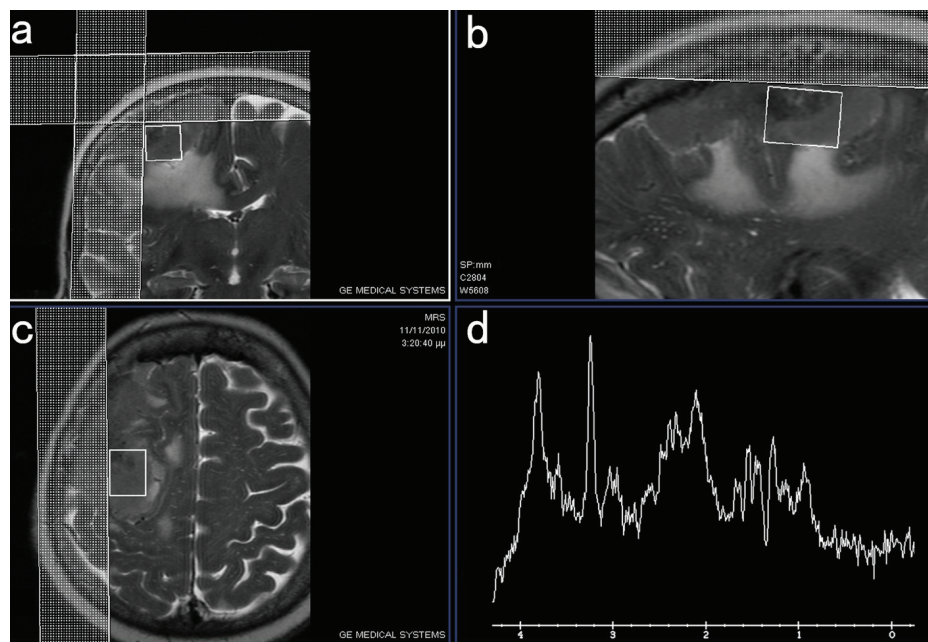 a
GE MEDICAL SYSTEMS
b
SP:mm
C2804
W5608
c
MRS
11/11/2010
3:20:40 μμ
GE MEDICAL SYSTEMS
d
4 3 2 1 0